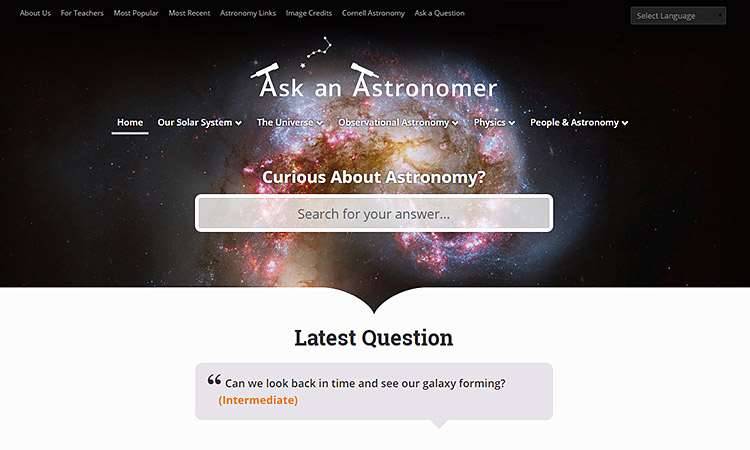 About Us For Teachers Most Popular Most Recent Astronomy Links Image Credits Cornell Astronomy Ask a Question Select Language
Ask an Astronomer
Home Our Solar System The Universe Observational Astronomy Physics People & Astronomy
Curious About Astronomy?
Search for your answer...
Latest Question
“ Can we look back in time and see our galaxy forming?
(Intermediate)